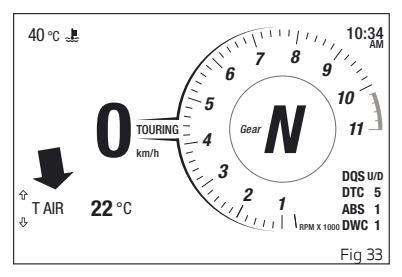 40 °C
10:34
AM
7
8
6
9
5
10
0
TOURING
4
Gear
N
11
km/h
3
DQS U/D
DTC 5
T AIR 22 °C
2
1
ABS 1
RPM X 1000
DWC 1
Fig 33